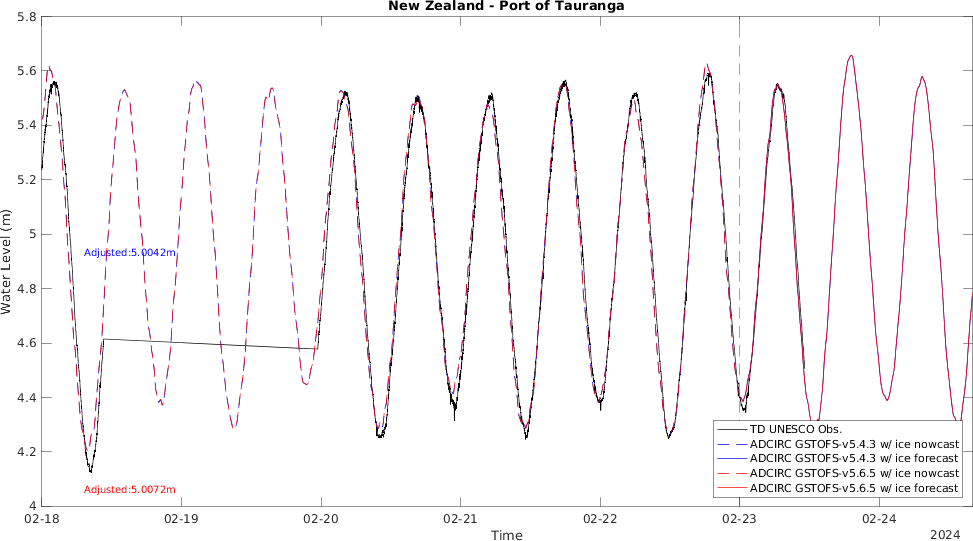 New Zealand - Port of Tauranga
Water Level (m)
5.8
5.6
5.4
5.2
5
4.8
4.6
4.4
4.2
4
Adjusted:5.0042m
Adjusted:5.0072m
TD UNESCO Obs.
ADCIRC GSTOFS-v5.4.3 w/ ice nowcast
ADCIRC GSTOFS-v5.4.3 w/ ice forecast
ADCIRC GSTOFS-v5.6.5 w/ ice nowcast
ADCIRC GSTOFS-v5.6.5 w/ ice forecast
02-18 02-19 02-20 02-21 02-22 02-23 02-24
Time
2024